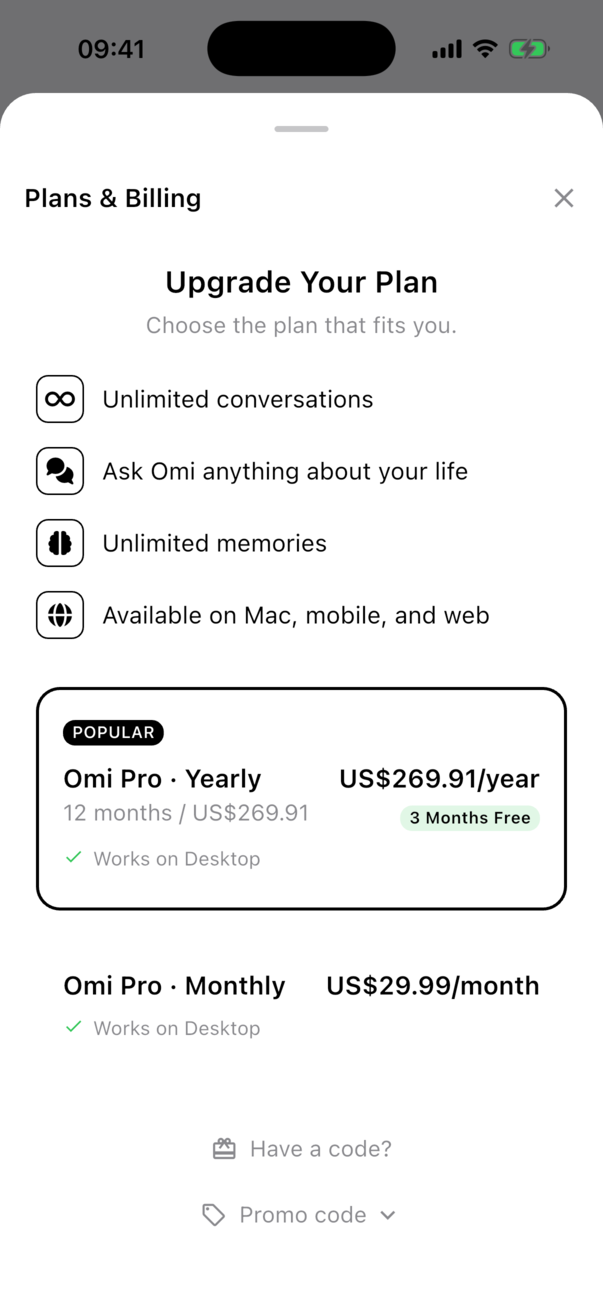 09:41
Plans & Billing
Upgrade Your Plan
Choose the plan that fits you.
Unlimited conversations
Ask Omi anything about your life
Unlimited memories
Available on Mac, mobile, and web
POPULAR
Omi Pro · Yearly US$269.91/year
12 months / US$269.91 3 Months Free
Works on Desktop
Omi Pro · Monthly US$29.99/month
Works on Desktop
Have a code?
Promo code